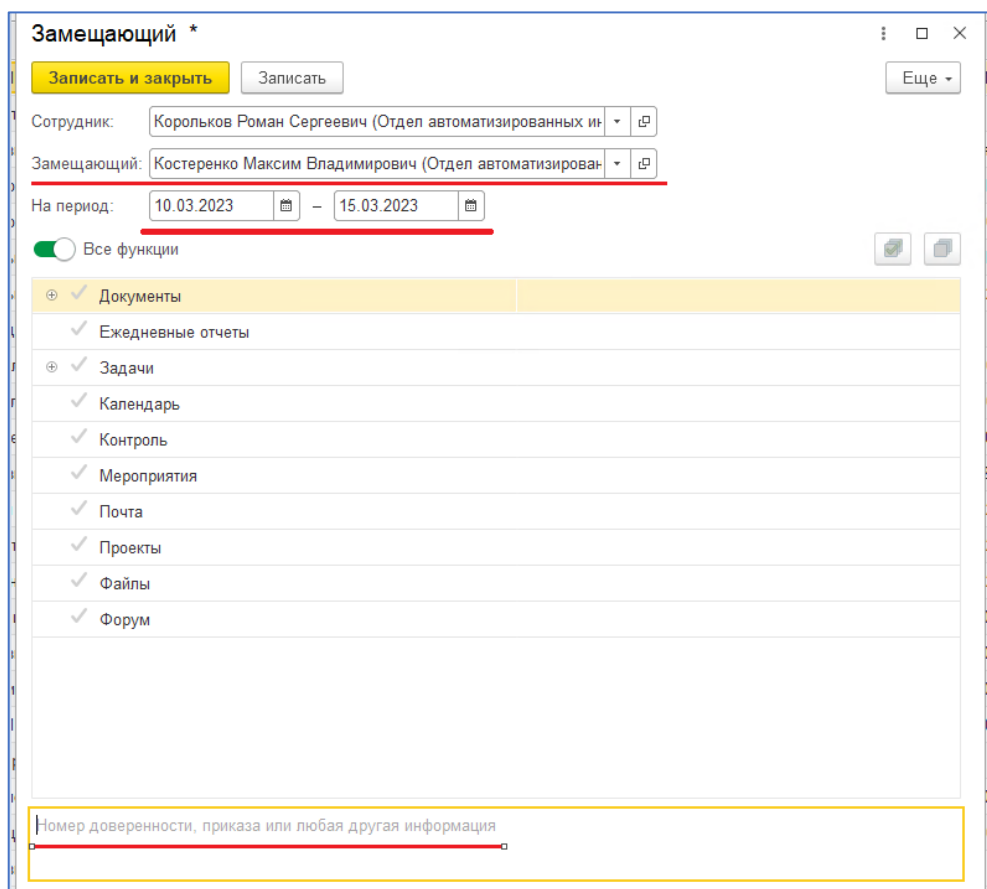 Замещающий *
Записать и закрыть Записать Еще
Сотрудник: Корольков Роман Сергеевич (Отдел автоматизированных ин
Замещающий: Костеренко Максим Владимирович (Отдел автоматизирован
На период: 10.03.2023 – 15.03.2023
Все функции
Документы
Ежедневные отчеты
Задачи
Календарь
Контроль
Мероприятия
Почта
Проекты
Файлы
Форум
Номер доверенности, приказа или любая другая информация